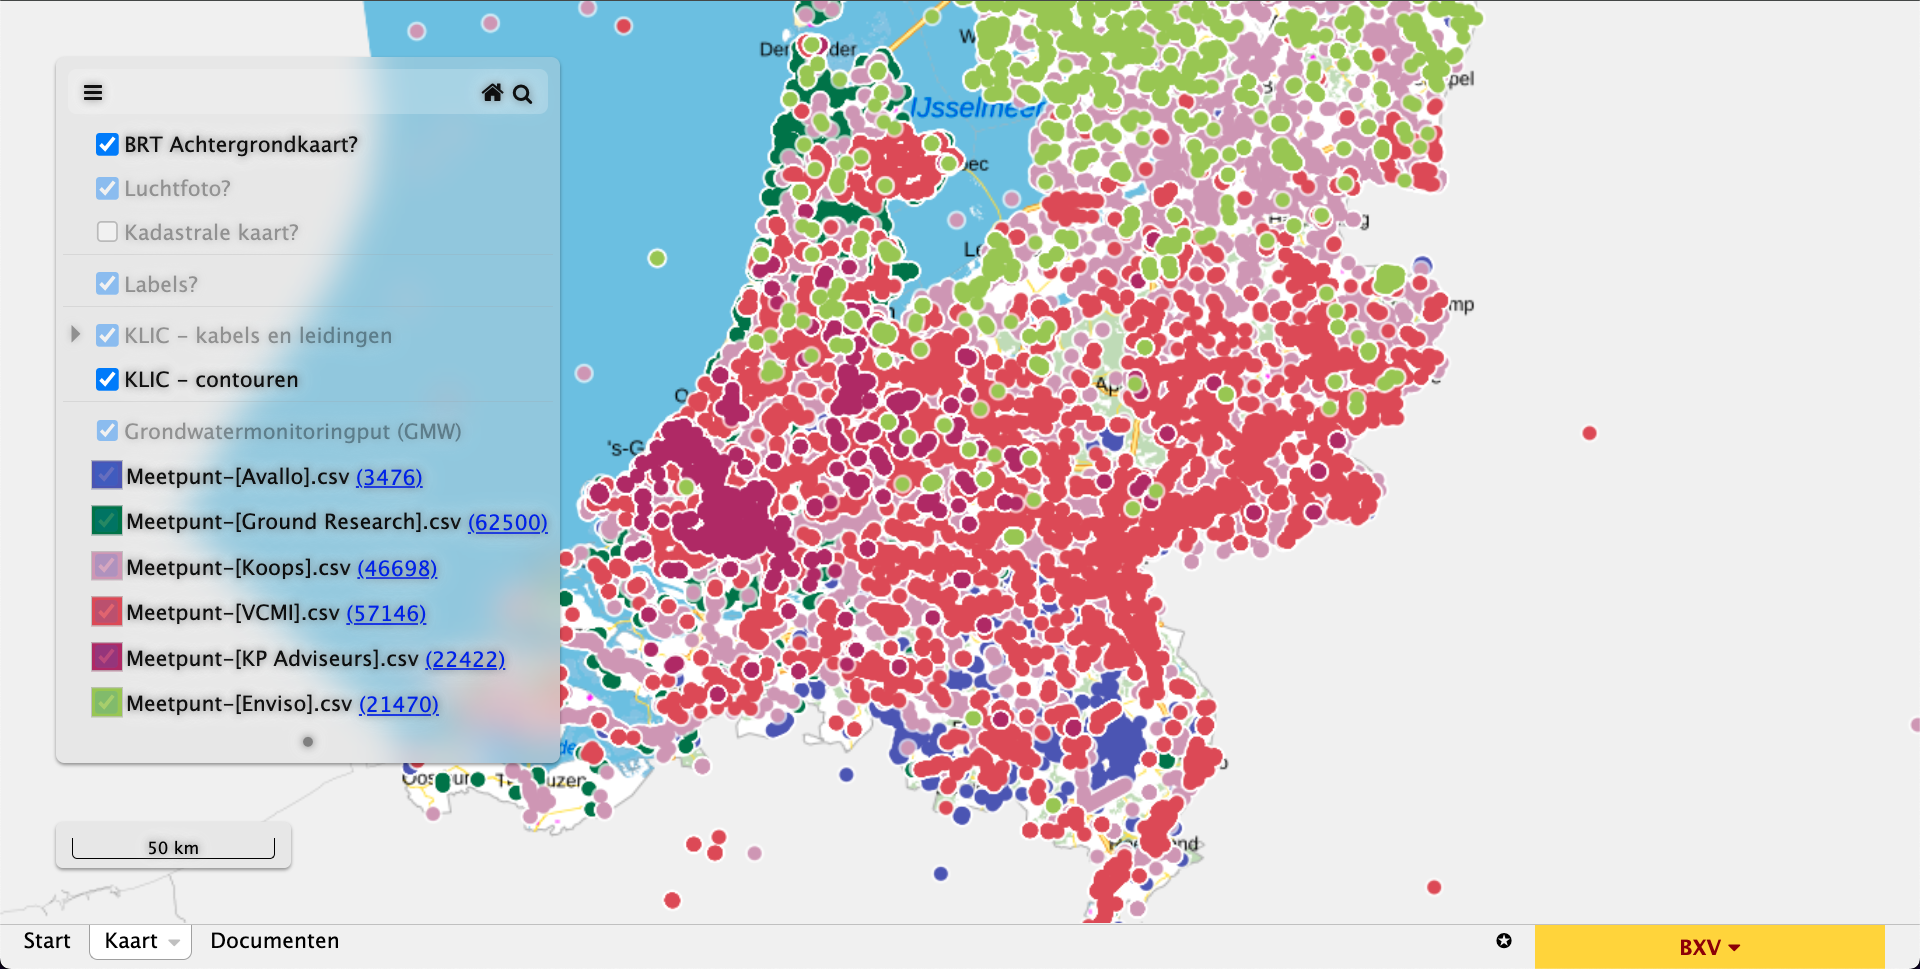 BRT Achtergrondkaart?
Luchtfoto?
Kadastrale kaart?
Labels?
KLIC - kabels en leidingen
KLIC - contouren
Grondwatermonitoringput (GMW)
Meetpunt-[Avallo].csv (3476)
Meetpunt-[Ground Research].csv (62500)
Meetpunt-[Koops].csv (46698)
Meetpunt-[VCMI].csv (57146)
Meetpunt-[KP Adviseurs].csv (22422)
Meetpunt-[Enviso].csv (21470)
IJsselmeer
50 km
Start
Kaart
Documenten
BXV